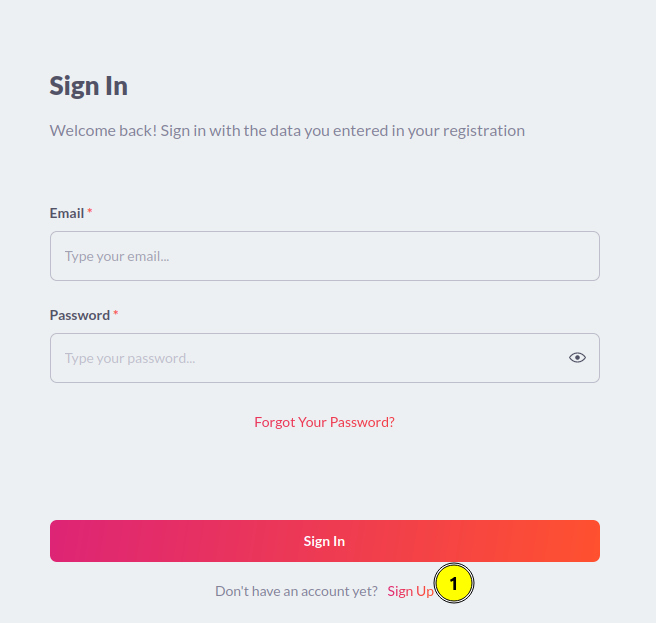 Sign In
Welcome back! Sign in with the data you entered in your registration
Email *
Type your email...
Password *
Type your password...
Forgot Your Password?
Sign In
Don't have an account yet? Sign Up 1